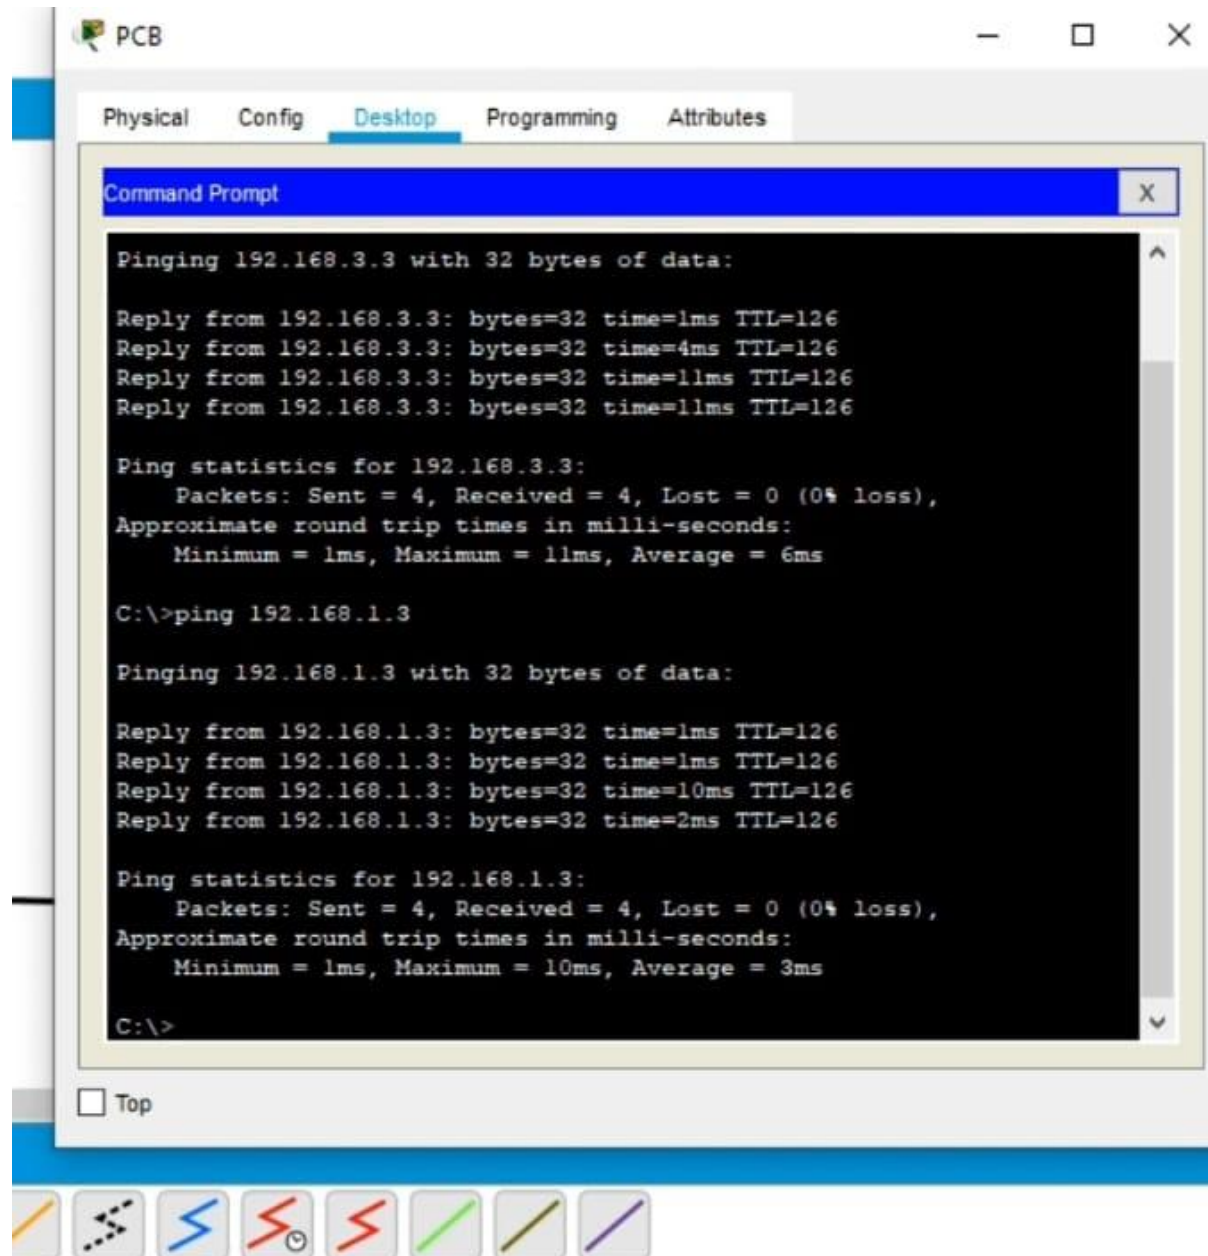 PCB
Physical Config Desktop Programming Attributes
Command Prompt X
Pinging 192.168.3.3 with 32 bytes of data:
Reply from 192.168.3.3: bytes=32 time=1ms TTL=126
Reply from 192.168.3.3: bytes=32 time=4ms TTL=126
Reply from 192.168.3.3: bytes=32 time=11ms TTL=126
Reply from 192.168.3.3: bytes=32 time=11ms TTL=126
Ping statistics for 192.168.3.3:
Packets: Sent = 4, Received = 4, Lost = 0 (0% loss),
Approximate round trip times in milli-seconds:
Minimum = 1ms, Maximum = 11ms, Average = 6ms
C:\>ping 192.168.1.3
Pinging 192.168.1.3 with 32 bytes of data:
Reply from 192.168.1.3: bytes=32 time=1ms TTL=126
Reply from 192.168.1.3: bytes=32 time=1ms TTL=126
Reply from 192.168.1.3: bytes=32 time=10ms TTL=126
Reply from 192.168.1.3: bytes=32 time=2ms TTL=126
Ping statistics for 192.168.1.3:
Packets: Sent = 4, Received = 4, Lost = 0 (0% loss),
Approximate round trip times in milli-seconds:
Minimum = 1ms, Maximum = 10ms, Average = 3ms
C:\>
Top